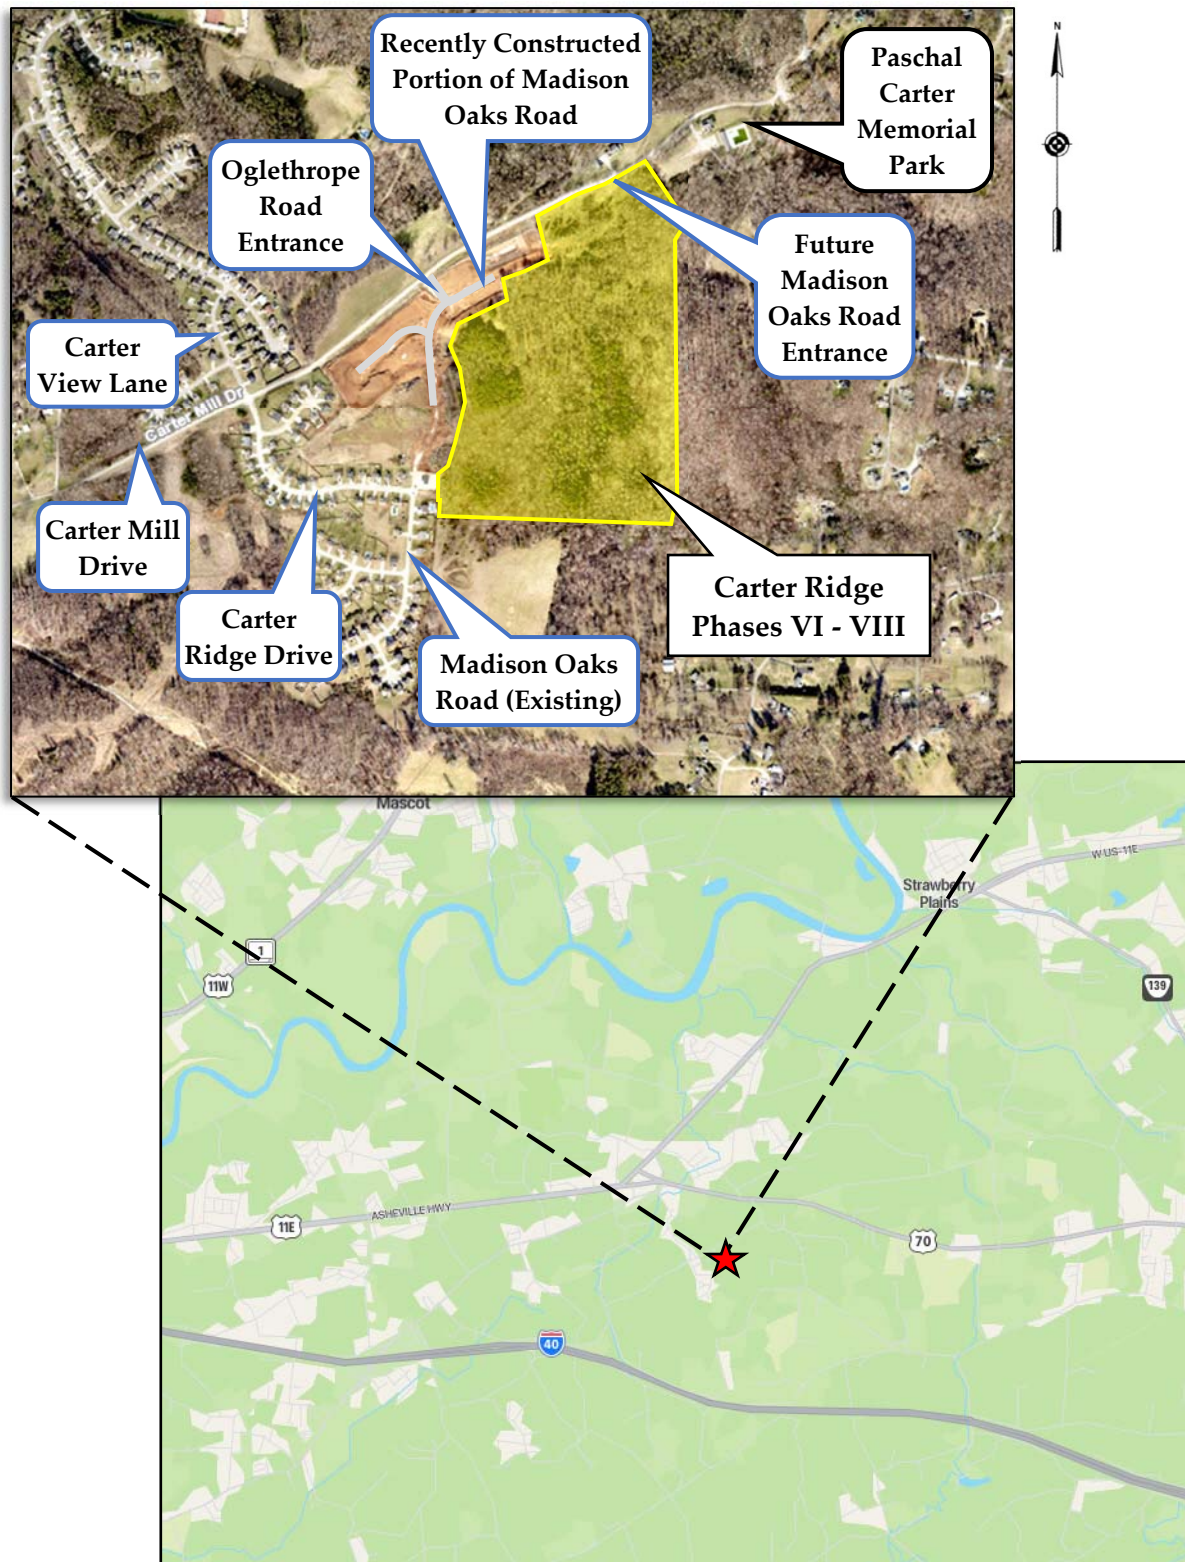 N
Recently Constructed
Portion of Madison
Oaks Road
Paschal
Carter
Memorial
Park
Oglethrope
Road
Entrance
Future
Madison
Oaks Road
Entrance
Carter
View Lane
Carter Mill Dr
Carter Mill
Drive
Carter
Ridge Drive
Madison Oaks
Road (Existing)
Carter Ridge
Phases VI - VIII
Mascot
W US-11E
Strawberry
Plains
1
11W
139
ASHEVILLE HWY
11E
70
40